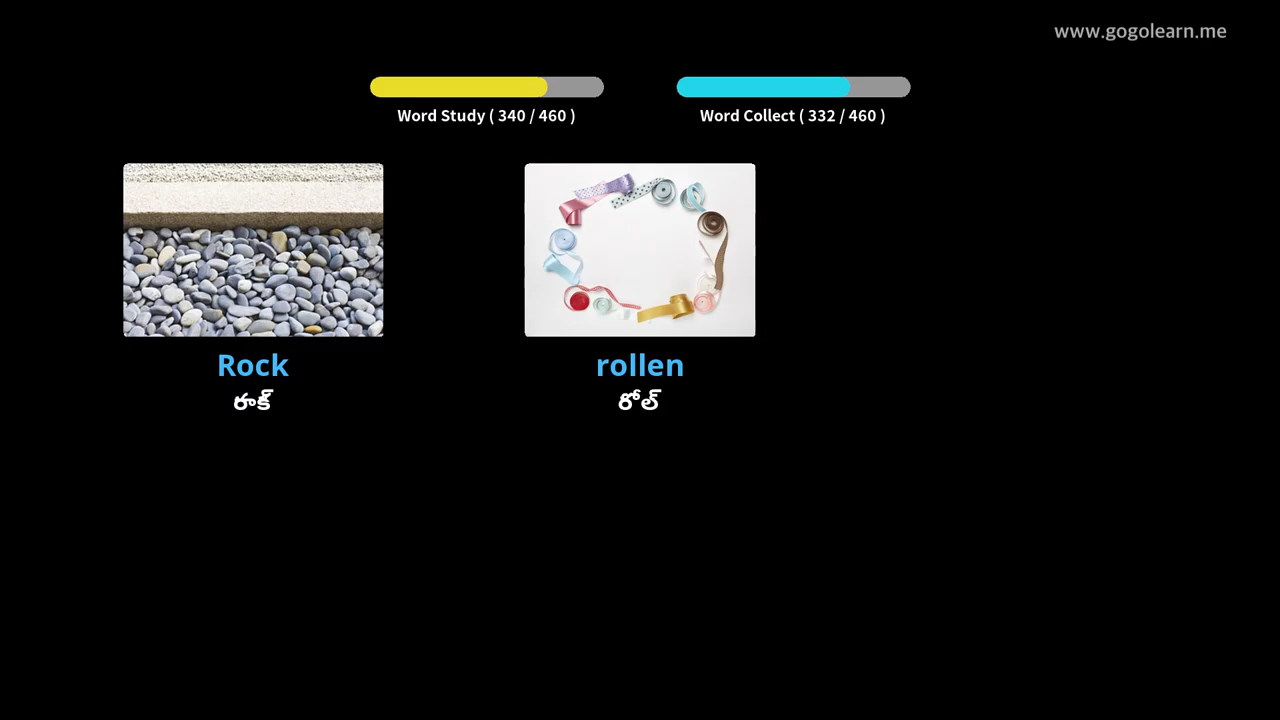 www.gogolearn.me
Word Study ( 340 / 460 )
Word Collect ( 332 / 460 )
Rock
రాక్
rollen
రోల్